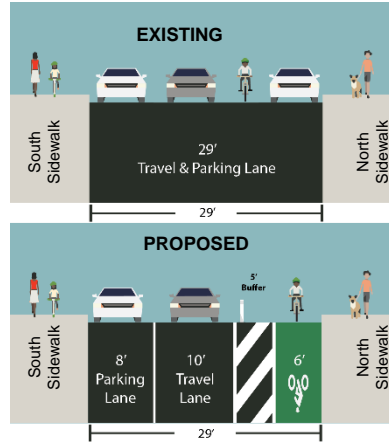 EXISTING
South
Sidewalk
29'
Travel & Parking Lane
North
Sidewalk
29'
PROPOSED
5'
Buffer
South
Sidewalk
8'
Parking
Lane
10'
Travel
Lane
6'
North
Sidewalk
29'